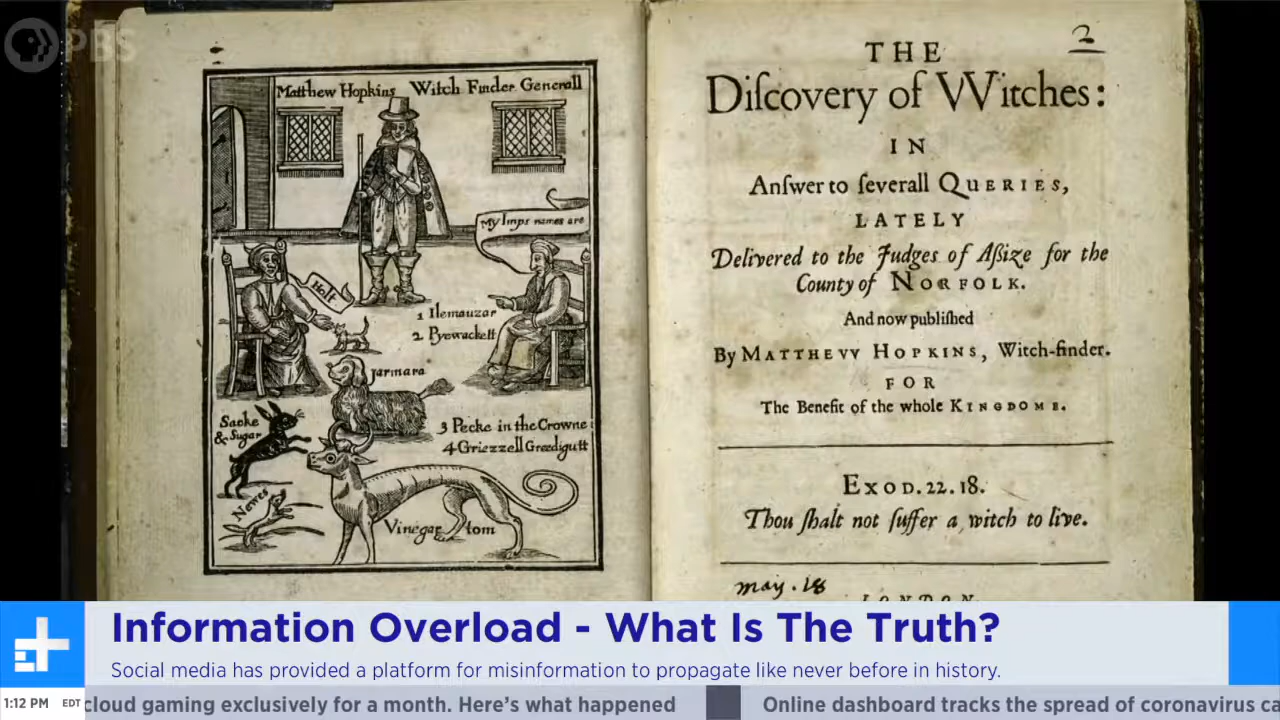 PBS
Matthew Hopkins Witch Finder Generall
My Imps names are
Holt
1 Ilemauzar
2 Pyewackett
Jarmara
Sacke
& Sugar
3 Pecke in the Crowne
4 Griezzell Greedigutt
Newes
Vinegar tom
2
THE
Diſcovery of VVitches:
IN
Anſwer to ſeverall QUERIES,
LATELY
Delivered to the Judges of Aſſize for the
County of NORFOLK.
And now publiſhed
By MATTHEVV HOPKINS, Witch-finder.
FOR
The Benefit of the whole KINGDOME.
EXOD. 22. 18.
Thou ſhalt not ſuffer a witch to live.
may. 18
LONDON
Information Overload - What Is The Truth?
Social media has provided a platform for misinformation to propagate like never before in history.
1:12 PM EDT
cloud gaming exclusively for a month. Here’s what happened
Online dashboard tracks the spread of coronavirus ca